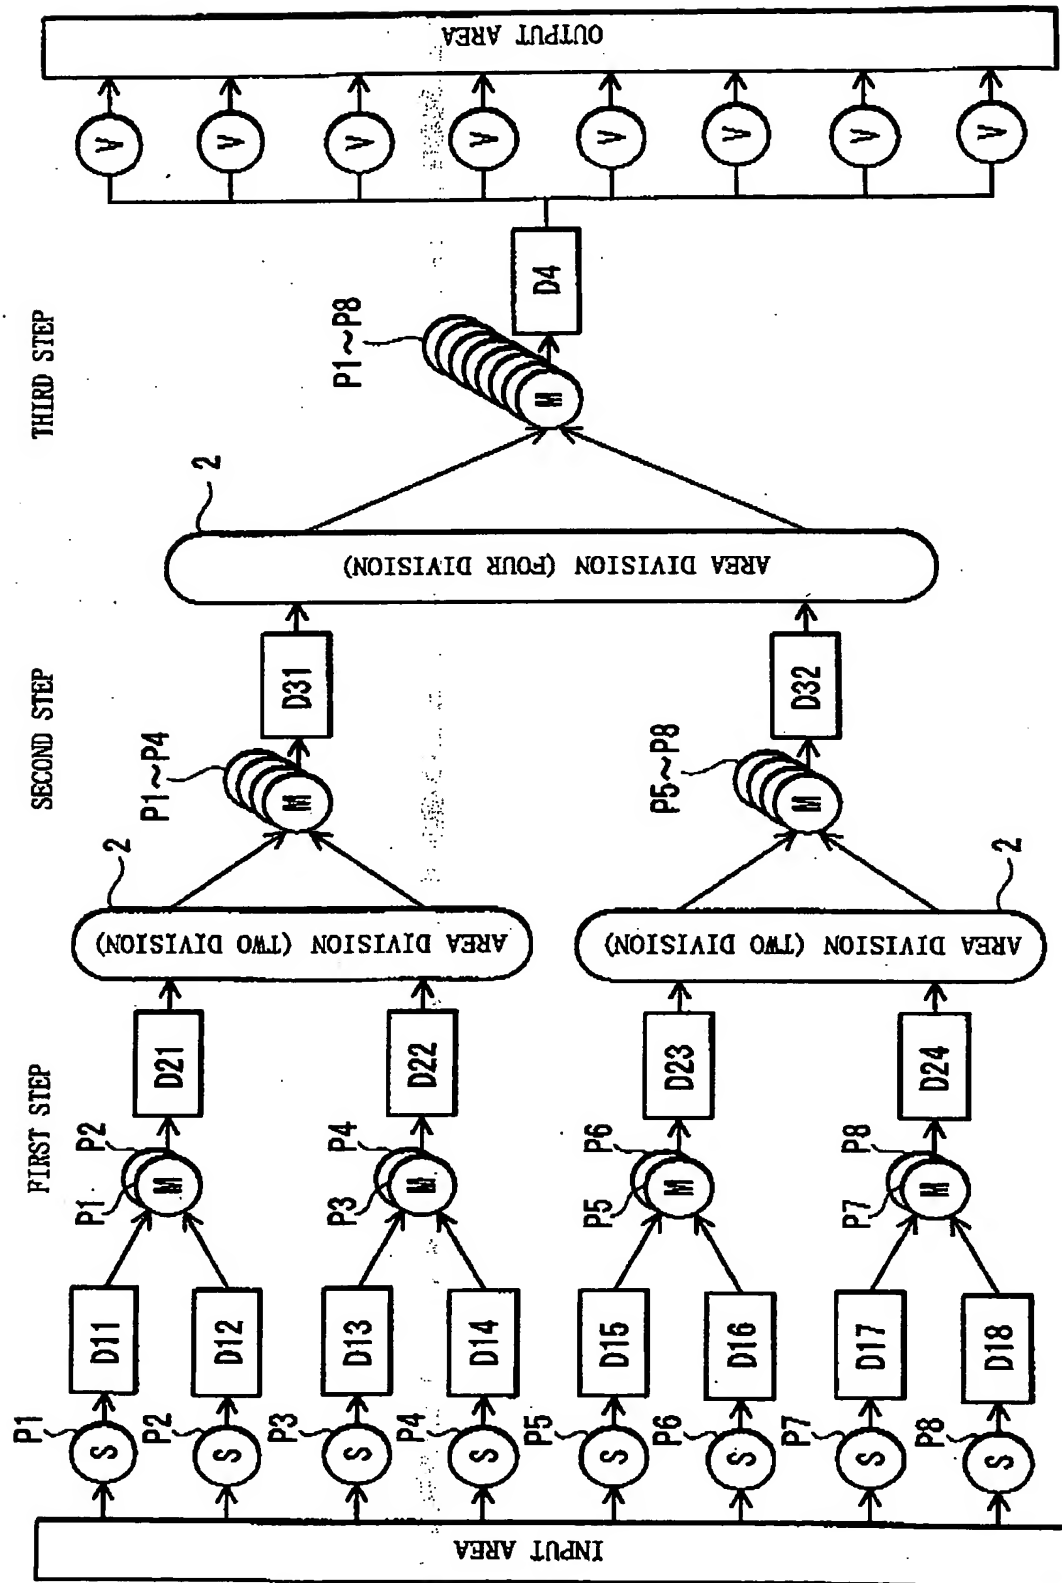 FIRST STEP
SECOND STEP
THIRD STEP
INPUT AREA
P1
S
P2
S
P3
S
P4
S
P5
S
P6
S
P7
S
P8
S
D11
D12
D13
D14
D15
D16
D17
D18
P1
P2
M
P3
P4
M
P5
P6
M
P7
P8
M
D21
D22
D23
D24
AREA DIVISION (TWO DIVISION)
2
AREA DIVISION (TWO DIVISION)
2
P1~P4
M
P5~P8
M
D31
D32
AREA DIVISION (FOUR DIVISION)
2
P1~P8
M
D4
V
V
V
V
V
V
V
V
OUTPUT AREA